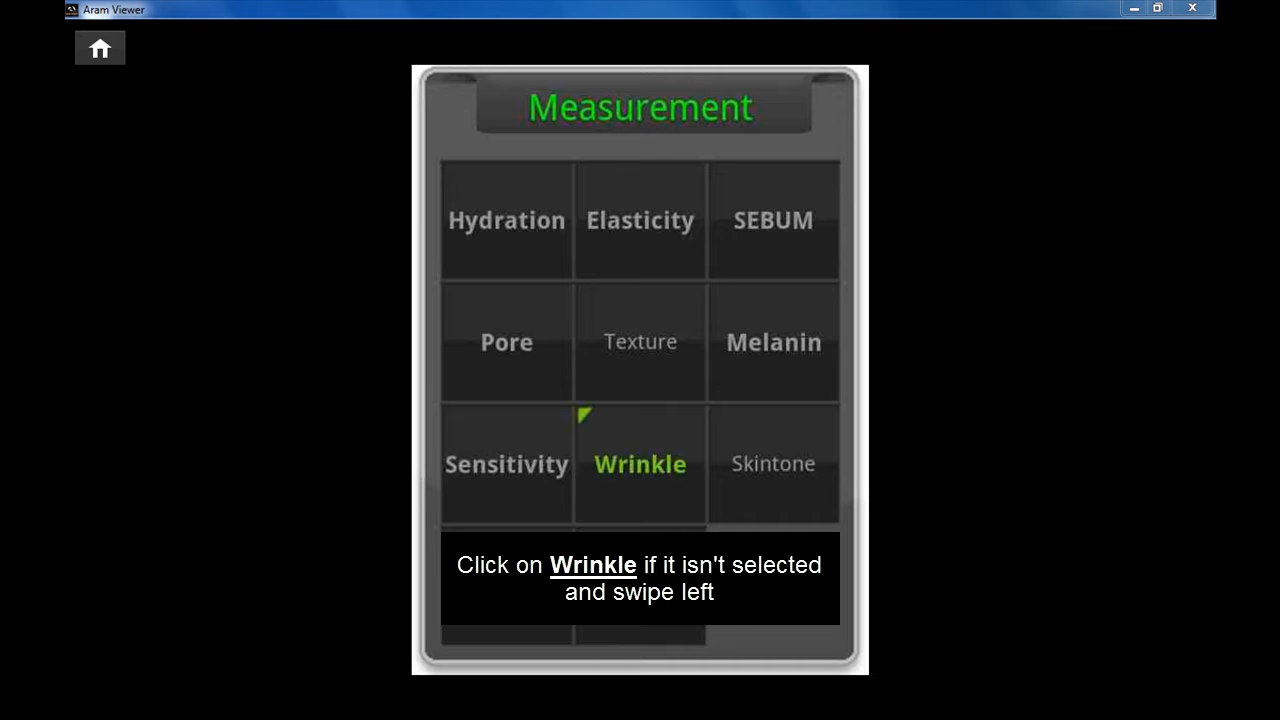 Aram Viewer
Measurement
Hydration Elasticity SEBUM
Pore Texture Melanin
Sensitivity Wrinkle Skintone
Click on Wrinkle if it isn't selected
and swipe left